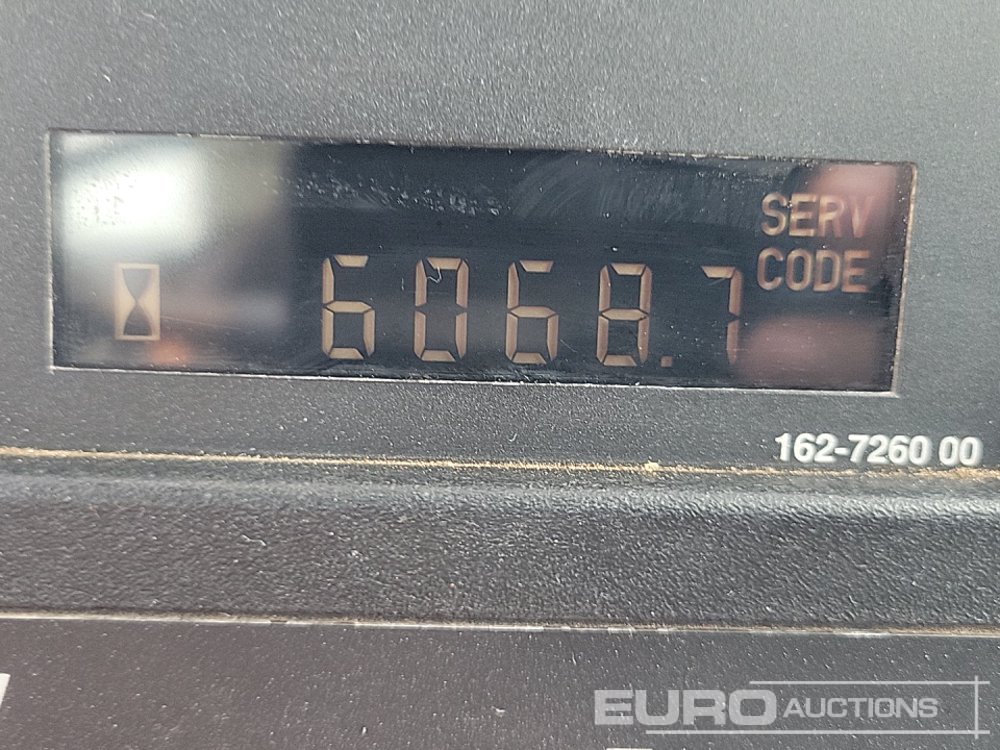 SERV
CODE
6068.7
162-7260 00
EURO AUCTIONS